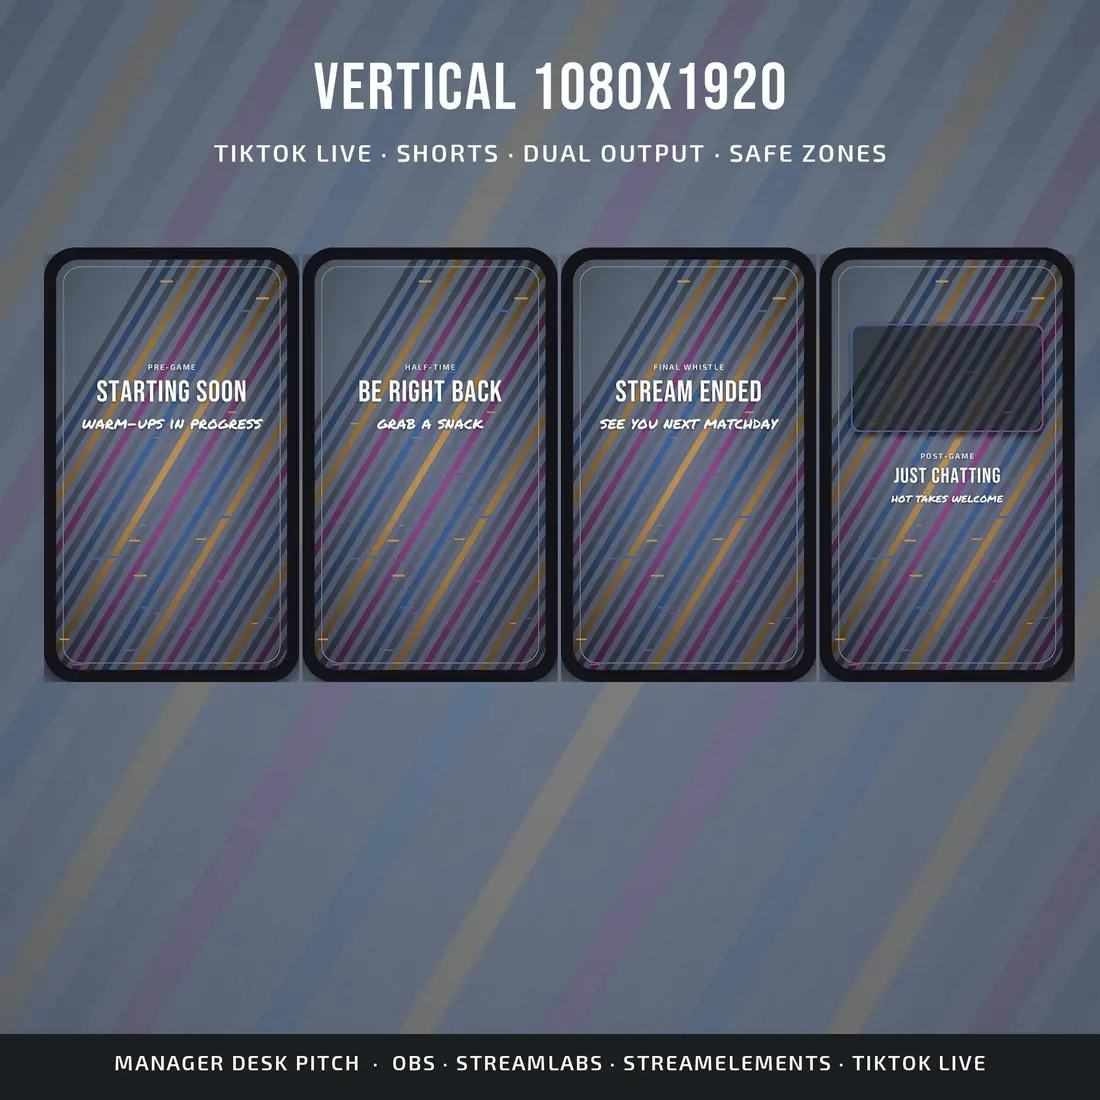 VERTICAL 1080X1920
TIKTOK LIVE · SHORTS · DUAL OUTPUT · SAFE ZONES
PRE-GAME
STARTING SOON
WARM-UPS IN PROGRESS
HALF-TIME
BE RIGHT BACK
GRAB A SNACK
FINAL WHISTLE
STREAM ENDED
SEE YOU NEXT MATCHDAY
POST-GAME
JUST CHATTING
HOT TAKES WELCOME
MANAGER DESK PITCH · OBS · STREAMLABS · STREAMELEMENTS · TIKTOK LIVE